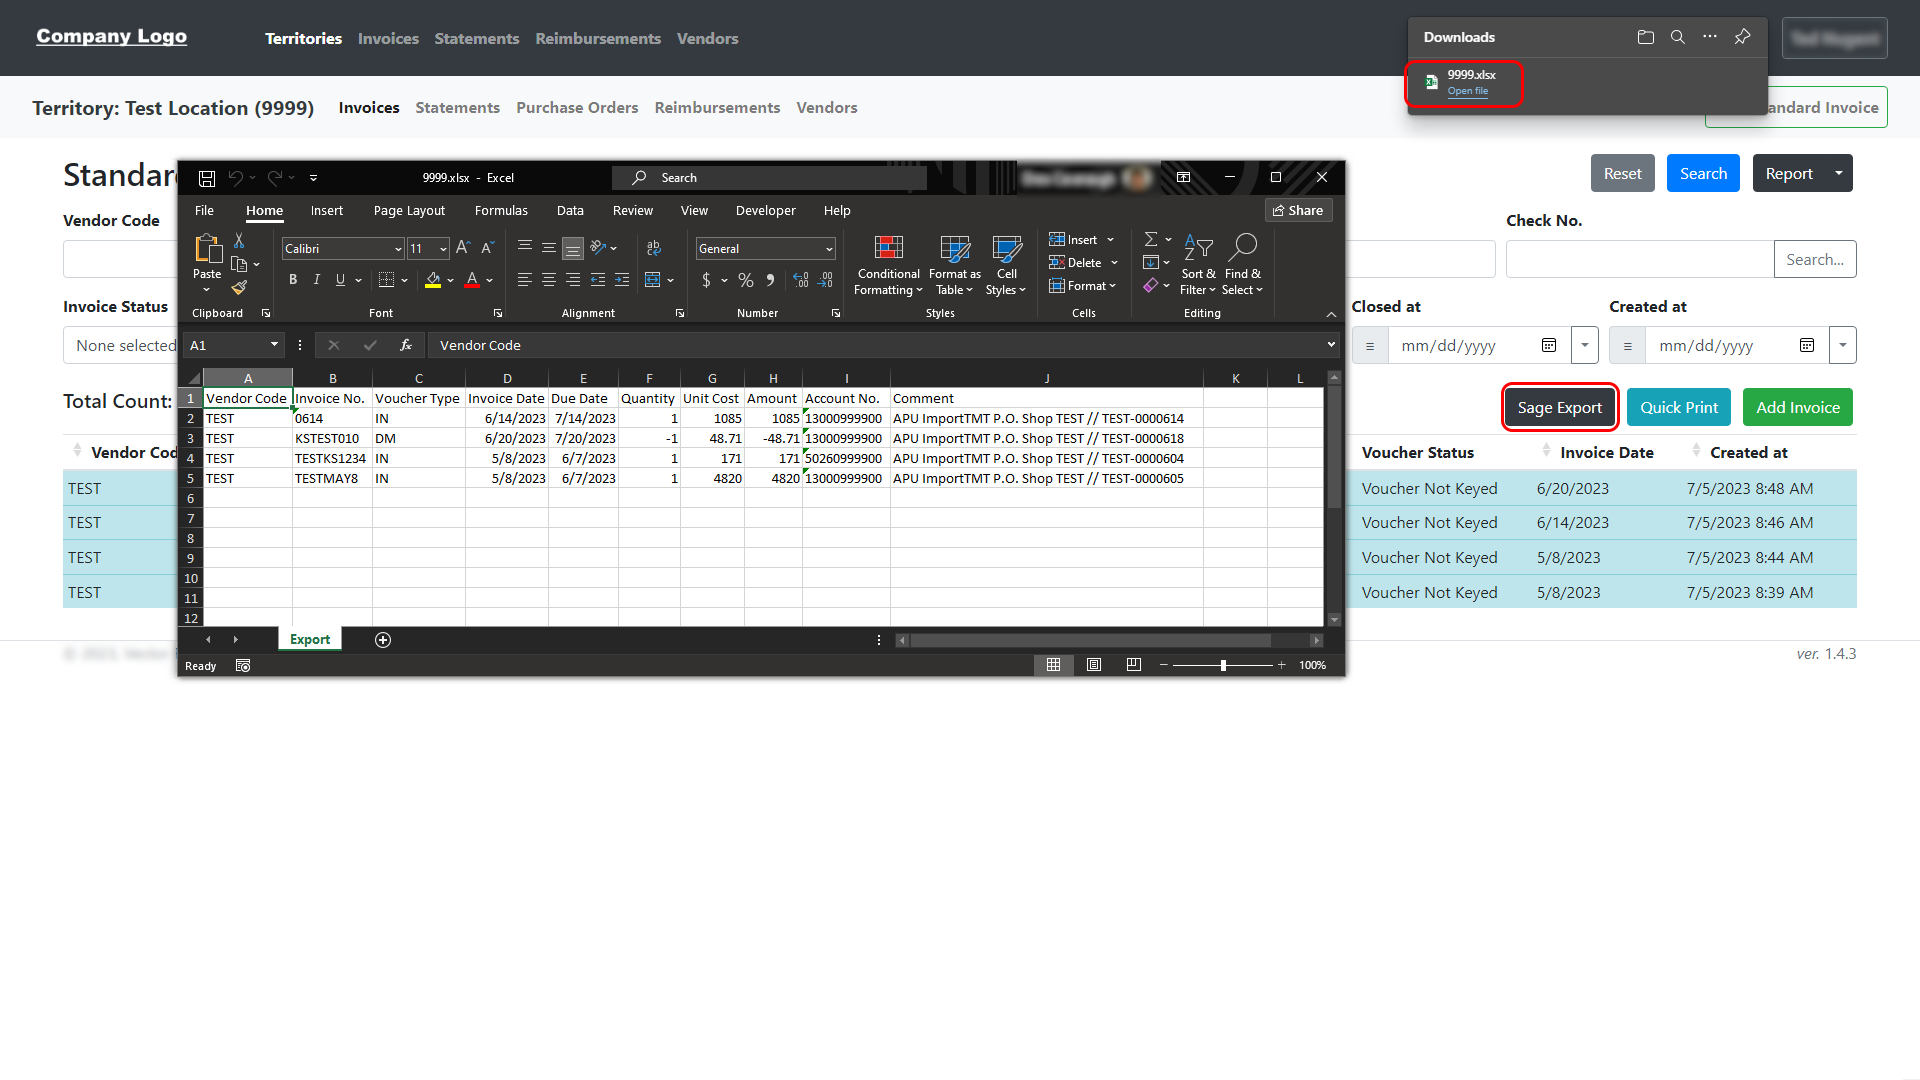 Company Logo
Territories Invoices Statements Reimbursements Vendors
Downloads
9999.xlsx
Open file
Territory: Test Location (9999) Invoices Statements Purchase Orders Reimbursements Vendors
andard Invoice
Standard
Reset Search Report
9999.xlsx - Excel
Search
File Home Insert Page Layout Formulas Data Review View Developer Help
Share
Vendor Code
Check No.
Search...
Paste
Calibri 11
B I U
General
$ % 9
Conditional Formatting
Format as Table
Cell Styles
Insert
Delete
Format
Sort & Filter
Find & Select
Clipboard Font Alignment Number Styles Cells Editing
Invoice Status
None selected
Closed at
mm/dd/yyyy
Created at
mm/dd/yyyy
A1 fx Vendor Code
A B C D E F G H I J K L
1 Vendor Code Invoice No. Voucher Type Invoice Date Due Date Quantity Unit Cost Amount Account No. Comment
2 TEST 0614 IN 6/14/2023 7/14/2023 1 1085 1085 13000999900 APU ImportTMT P.O. Shop TEST // TEST-0000614
3 TEST KSTEST010 DM 6/20/2023 7/20/2023 -1 48.71 -48.71 13000999900 APU ImportTMT P.O. Shop TEST // TEST-0000618
4 TEST TESTKS1234 IN 5/8/2023 6/7/2023 1 171 171 50260999900 APU ImportTMT P.O. Shop TEST // TEST-0000604
5 TEST TESTMAY8 IN 5/8/2023 6/7/2023 1 4820 4820 13000999900 APU ImportTMT P.O. Shop TEST // TEST-0000605
6
7
8
9
10
11
12
Export
Ready
100%
Total Count:
Sage Export Quick Print Add Invoice
Vendor Cod
Voucher Status Invoice Date Created at
TEST Voucher Not Keyed 6/20/2023 7/5/2023 8:48 AM
TEST Voucher Not Keyed 6/14/2023 7/5/2023 8:46 AM
TEST Voucher Not Keyed 5/8/2023 7/5/2023 8:44 AM
TEST Voucher Not Keyed 5/8/2023 7/5/2023 8:39 AM
ver. 1.4.3